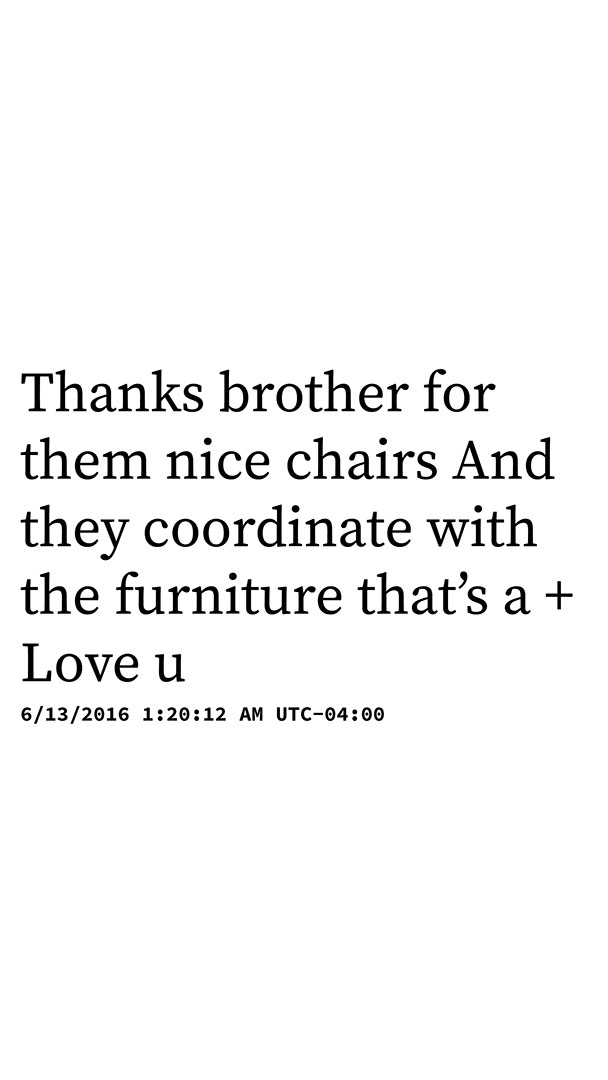 Thanks brother for
them nice chairs And
they coordinate with
the furniture that’s a +
Love u
6/13/2016 1:20:12 AM UTC-04:00